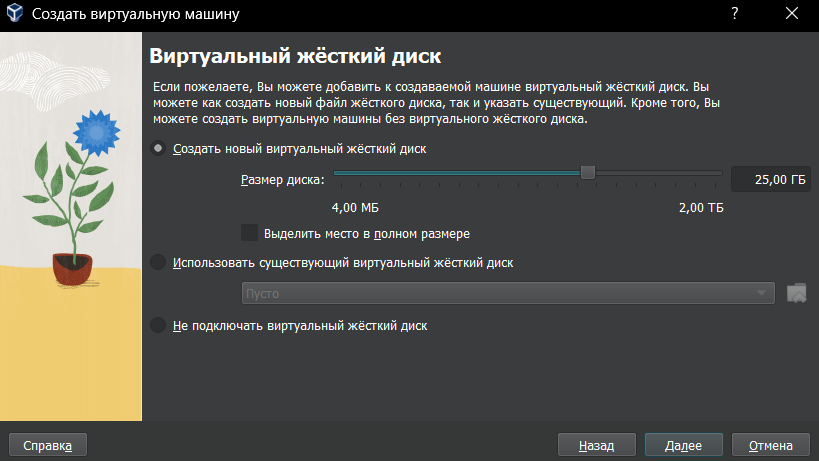 Создать виртуальную машину
?
Виртуальный жёсткий диск
Если пожелаете, Вы можете добавить к создаваемой машине виртуальный жёсткий диск. Вы
можете как создать новый файл жёсткого диска, так и указать существующий. Кроме того, Вы
можете создать виртуальную машины без виртуального жёсткого диска.
Создать новый виртуальный жёсткий диск
Размер диска:
25,00 ГБ
4,00 МБ
2,00 ТБ
Выделить место в полном размере
Использовать существующий виртуальный жёсткий диск
Пусто
Не подключать виртуальный жёсткий диск
Справка
Назад
Далее
Отмена